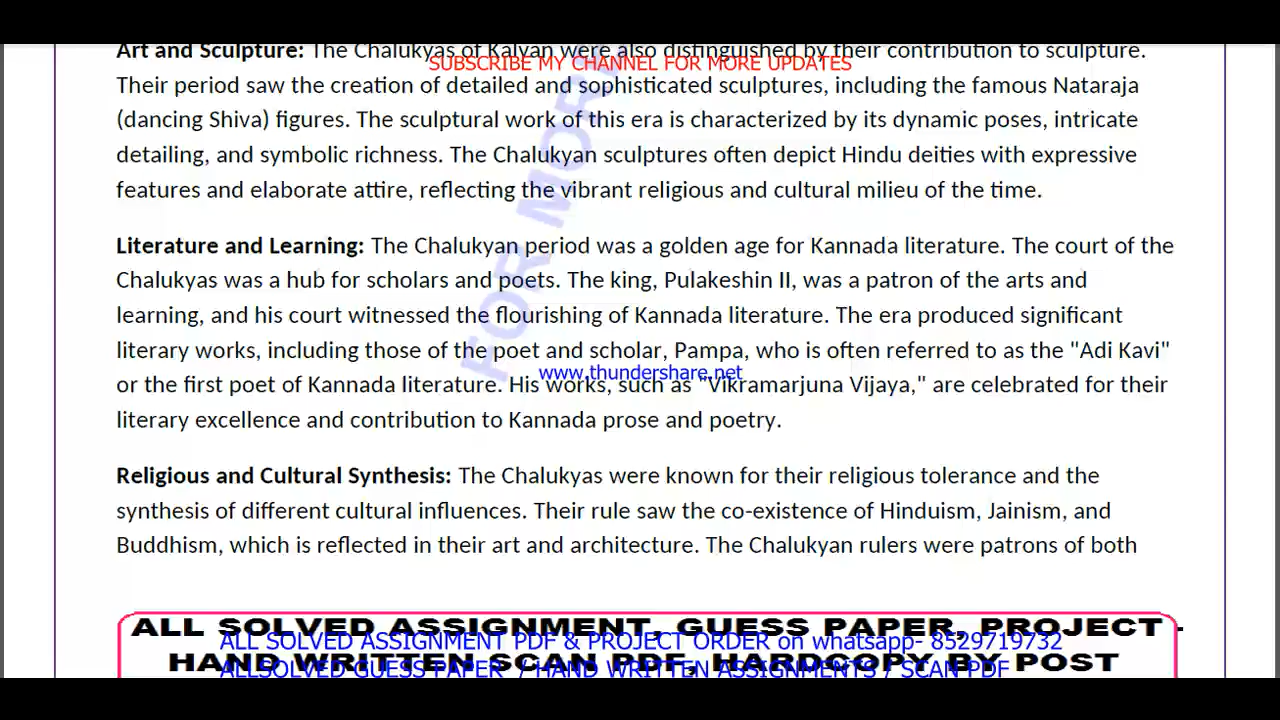 Art and Sculpture: The Chalukyas of Kalyan were also distinguished by their contribution to sculpture.
SUBSCRIBE MY CHANNEL FOR MORE UPDATES
Their period saw the creation of detailed and sophisticated sculptures, including the famous Nataraja
(dancing Shiva) figures. The sculptural work of this era is characterized by its dynamic poses, intricate
detailing, and symbolic richness. The Chalukyan sculptures often depict Hindu deities with expressive
features and elaborate attire, reflecting the vibrant religious and cultural milieu of the time.
FOR MORE
Literature and Learning: The Chalukyan period was a golden age for Kannada literature. The court of the
Chalukyas was a hub for scholars and poets. The king, Pulakeshin II, was a patron of the arts and
learning, and his court witnessed the flourishing of Kannada literature. The era produced significant
literary works, including those of the poet and scholar, Pampa, who is often referred to as the "Adi Kavi"
www.thundershare.net
or the first poet of Kannada literature. His works, such as "Vikramarjuna Vijaya," are celebrated for their
literary excellence and contribution to Kannada prose and poetry.
Religious and Cultural Synthesis: The Chalukyas were known for their religious tolerance and the
synthesis of different cultural influences. Their rule saw the co-existence of Hinduism, Jainism, and
Buddhism, which is reflected in their art and architecture. The Chalukyan rulers were patrons of both
ALL SOLVED ASSIGNMENT, GUESS PAPER, PROJECT -
ALL SOLVED ASSIGNMENT PDF & PROJECT ORDER on whatsapp- 8529719732
HAND WRITTEN SCAN PDF, HARDCOPY BY POST
ALLSOLVED GUESS PAPER / HAND WRITTEN ASSIGNMENTS / SCAN PDF